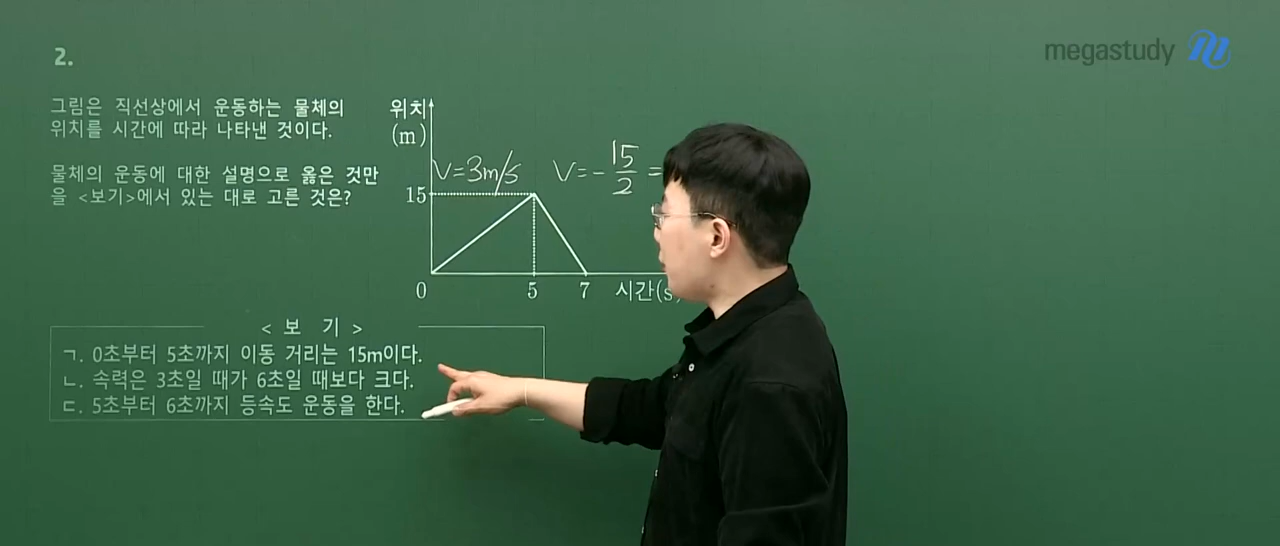 2.
megastudy
그림은 직선상에서 운동하는 물체의
위치를 시간에 따라 나타낸 것이다.
물체의 운동에 대한 설명으로 옳은 것만
을 <보기>에서 있는 대로 고른 것은?
위치
(m)
V=3m/s V=-15/2=
15
0 5 7 시간(s)
< 보 기 >
ㄱ. 0초부터 5초까지 이동 거리는 15m이다.
ㄴ. 속력은 3초일 때가 6초일 때보다 크다.
ㄷ. 5초부터 6초까지 등속도 운동을 한다.